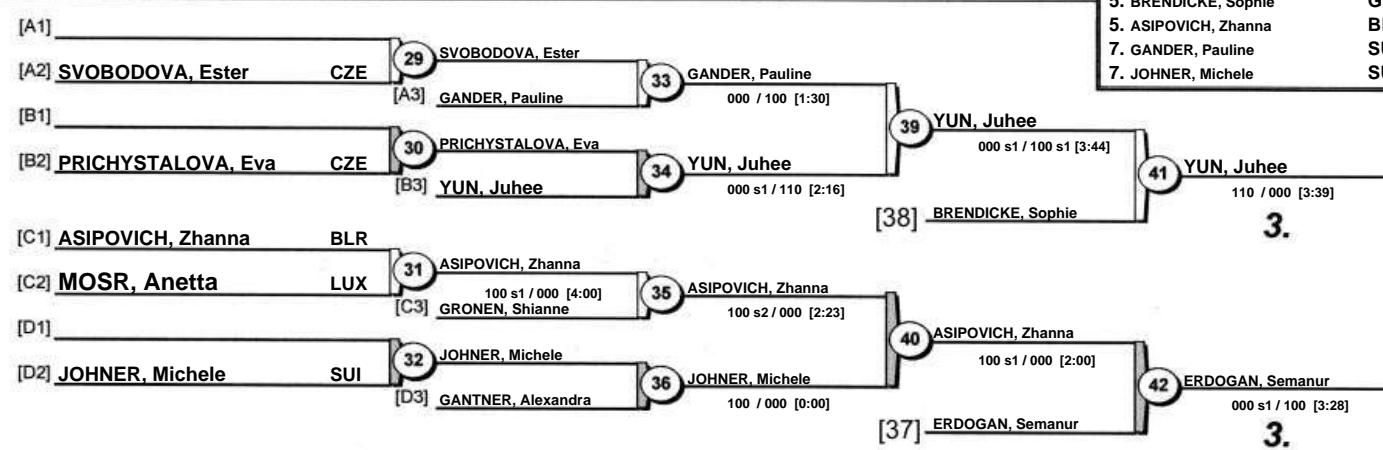 5. BRENDICKE, Sophie
5. ASIPOVICH, Zhanna
7. GANDER, Pauline
7. JOHNER, Michele
[A1]
[A2] SVOBODOVA, Ester CZE
29
SVOBODOVA, Ester
[A3] GANDER, Pauline
33
GANDER, Pauline
000 / 100 [1:30]
[B1]
[B2] PRICHYSTALOVA, Eva CZE
30
PRICHYSTALOVA, Eva
[B3] YUN, Juhee
34
YUN, Juhee
000 s1 / 110 [2:16]
39
YUN, Juhee
000 s1 / 100 s1 [3:44]
[38] BRENDICKE, Sophie
41
YUN, Juhee
110 / 000 [3:39]
3.
[C1] ASIPOVICH, Zhanna BLR
[C2] MOSR, Anetta LUX
31
ASIPOVICH, Zhanna
100 s1 / 000 [4:00]
[C3] GRONEN, Shianne
35
ASIPOVICH, Zhanna
100 s2 / 000 [2:23]
[D1]
[D2] JOHNER, Michele SUI
32
JOHNER, Michele
[D3] GANTNER, Alexandra
36
JOHNER, Michele
100 / 000 [0:00]
40
ASIPOVICH, Zhanna
100 s1 / 000 [2:00]
[37] ERDOGAN, Semanur
42
ERDOGAN, Semanur
000 s1 / 100 [3:28]
3.